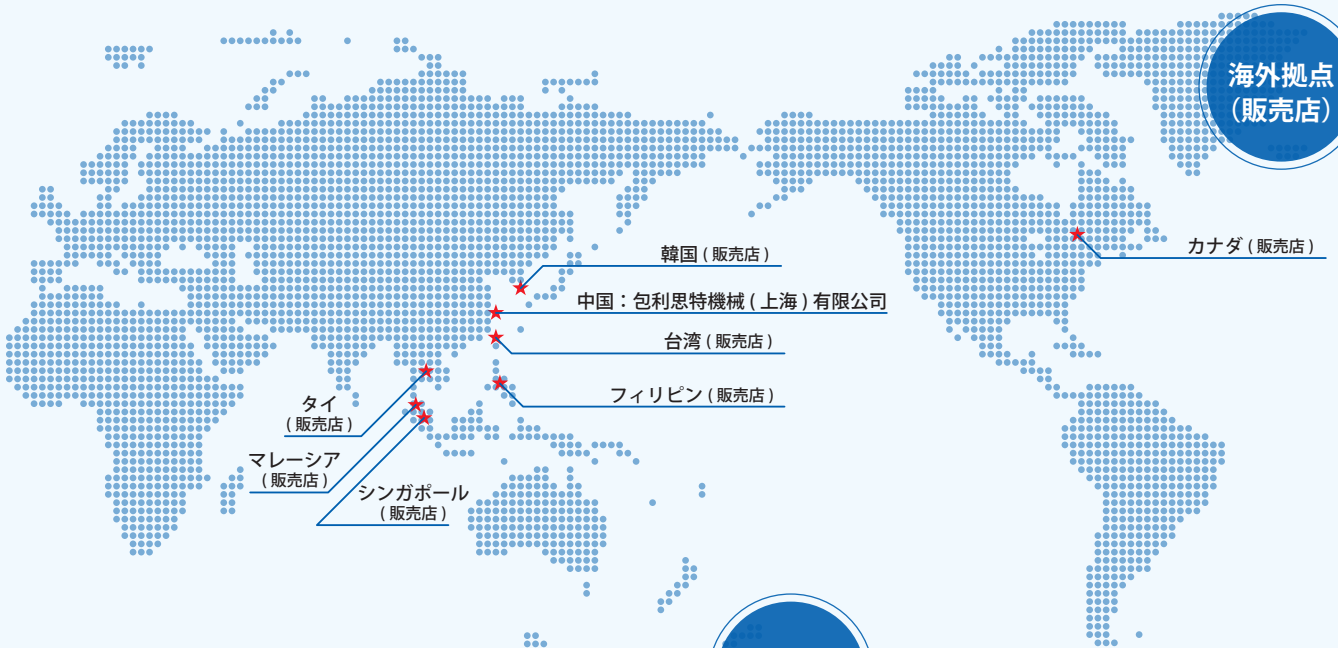 海外拠点
（販売店）
韓国 ( 販売店 )
カナダ ( 販売店 )
中国：包利思特機械 ( 上海 ) 有限公司
台湾 ( 販売店 )
フィリピン ( 販売店 )
タイ
( 販売店 )
マレーシア
( 販売店 )
シンガポール
( 販売店 )